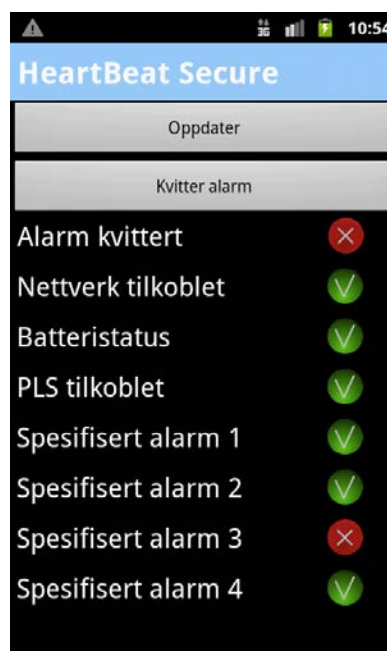 3G 10:54
HeartBeat Secure
Oppdater
Kvitter alarm
Alarm kvittert
Nettverk tilkoblet
Batteristatus
PLS tilkoblet
Spesifisert alarm 1
Spesifisert alarm 2
Spesifisert alarm 3
Spesifisert alarm 4